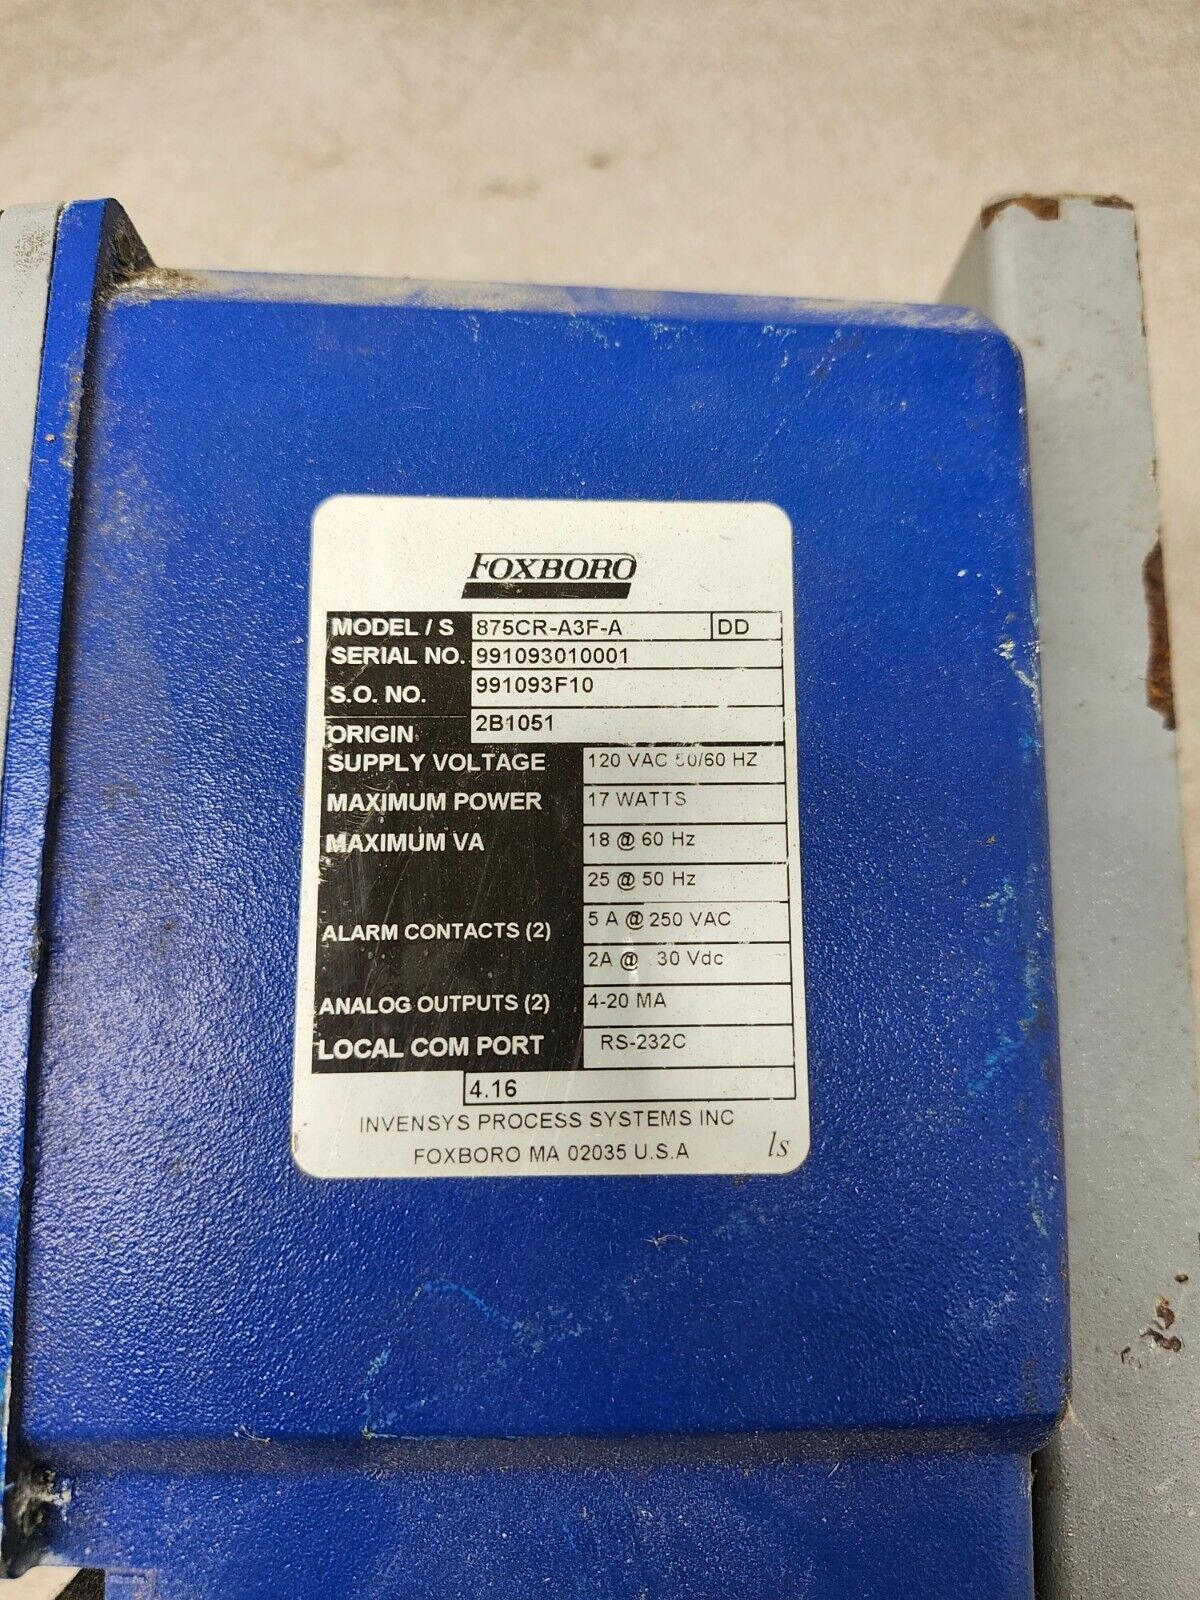 FOXBORO
MODEL / S 875CR-A3F-A DD
SERIAL NO. 991093010001
S.O. NO. 991093F10
ORIGIN 2B1051
SUPPLY VOLTAGE 120 VAC 50/60 HZ
MAXIMUM POWER 17 WATTS
MAXIMUM VA 18 @ 60 Hz
25 @ 50 Hz
ALARM CONTACTS (2) 5 A @ 250 VAC
2A @ 30 Vdc
ANALOG OUTPUTS (2) 4-20 MA
LOCAL COM PORT RS-232C
4.16
INVENSYS PROCESS SYSTEMS INC
FOXBORO MA 02035 U.S.A ls